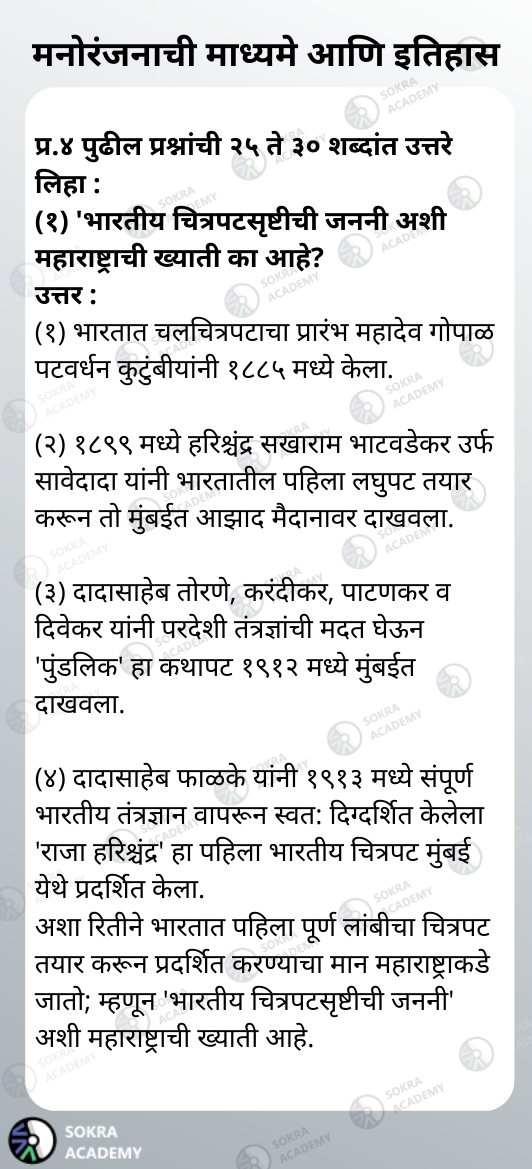 मनोरंजनाची माध्यमे आणि इतिहास
प्र.४ पुढील प्रश्नांची २५ ते ३० शब्दांत उत्तरे
लिहा :
(१) 'भारतीय चित्रपटसृष्टीची जननी अशी
महाराष्ट्राची ख्याती का आहे?
उत्तर :
(१) भारतात चलचित्रपटाचा प्रारंभ महादेव गोपाळ
पटवर्धन कुटुंबीयांनी १८८५ मध्ये केला.
(२) १८९९ मध्ये हरिश्चंद्र सखाराम भाटवडेकर उर्फ
सावेदादा यांनी भारतातील पहिला लघुपट तयार
करून तो मुंबईत आझाद मैदानावर दाखवला.
(३) दादासाहेब तोरणे, करंदीकर, पाटणकर व
दिवेकर यांनी परदेशी तंत्रज्ञांची मदत घेऊन
'पुंडलिक' हा कथापट १९१२ मध्ये मुंबईत
दाखवला.
(४) दादासाहेब फाळके यांनी १९१३ मध्ये संपूर्ण
भारतीय तंत्रज्ञान वापरून स्वत: दिग्दर्शित केलेला
'राजा हरिश्चंद्र' हा पहिला भारतीय चित्रपट मुंबई
येथे प्रदर्शित केला.
अशा रितीने भारतात पहिला पूर्ण लांबीचा चित्रपट
तयार करून प्रदर्शित करण्याचा मान महाराष्ट्राकडे
जातो; म्हणून 'भारतीय चित्रपटसृष्टीची जननी'
अशी महाराष्ट्राची ख्याती आहे.
SOKRA
ACADEMY